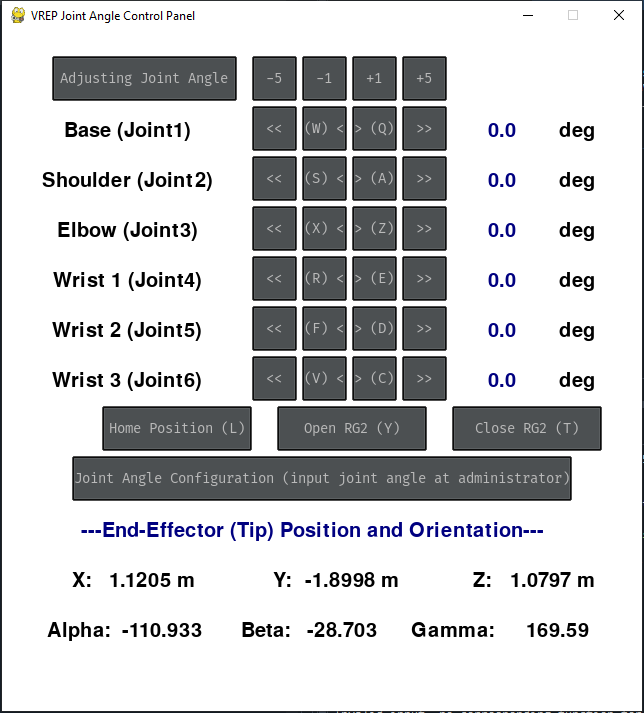 VREP Joint Angle Control Panel
Adjusting Joint Angle -5 -1 +1 +5
Base (Joint1) << (W) < > (Q) >> 0.0 deg
Shoulder (Joint2) << (S) < > (A) >> 0.0 deg
Elbow (Joint3) << (X) < > (Z) >> 0.0 deg
Wrist 1 (Joint4) << (R) < > (E) >> 0.0 deg
Wrist 2 (Joint5) << (F) < > (D) >> 0.0 deg
Wrist 3 (Joint6) << (V) < > (C) >> 0.0 deg
Home Position (L) Open RG2 (Y) Close RG2 (T)
Joint Angle Configuration (input joint angle at administrator)
---End-Effector (Tip) Position and Orientation---
X: 1.1205 m Y: -1.8998 m Z: 1.0797 m
Alpha: -110.933 Beta: -28.703 Gamma: 169.59